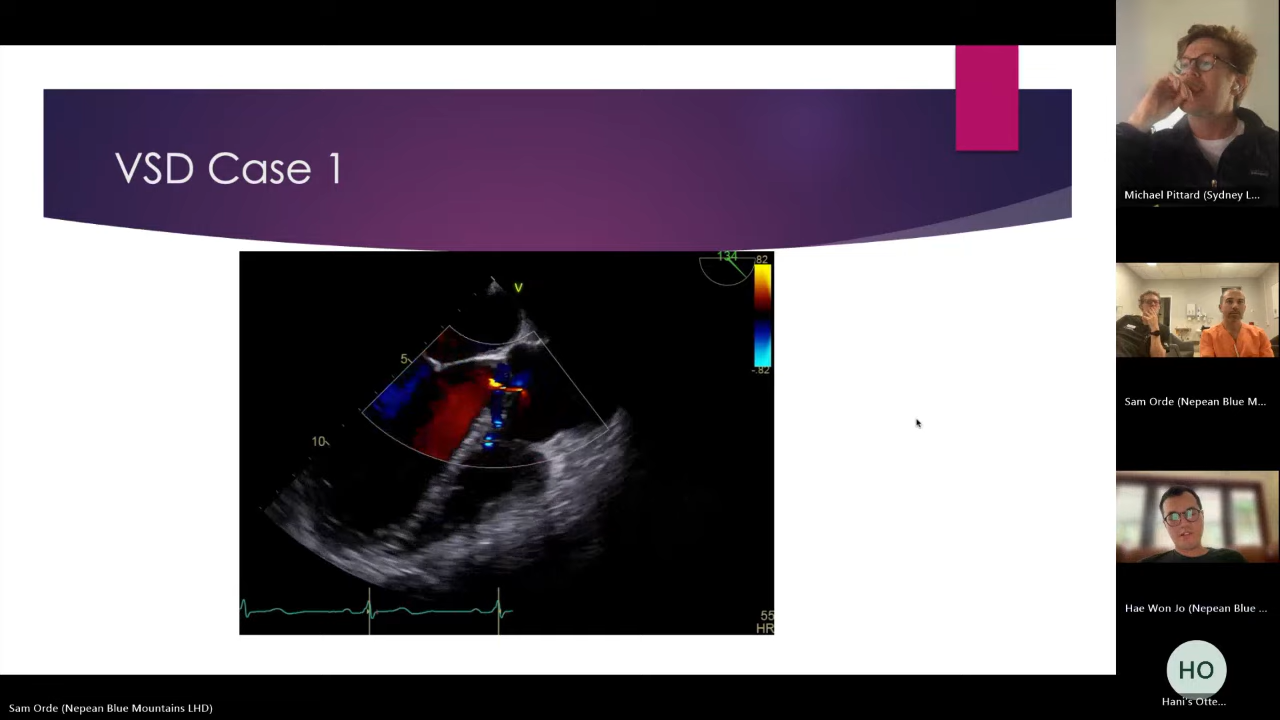 VSD Case 1
134
.82
V
5
10
-.82
55
HR
Michael Pittard (Sydney L...
Sam Orde (Nepean Blue M...
Hae Won Jo (Nepean Blue ...
HO
Hani's Otte...
Sam Orde (Nepean Blue Mountains LHD)